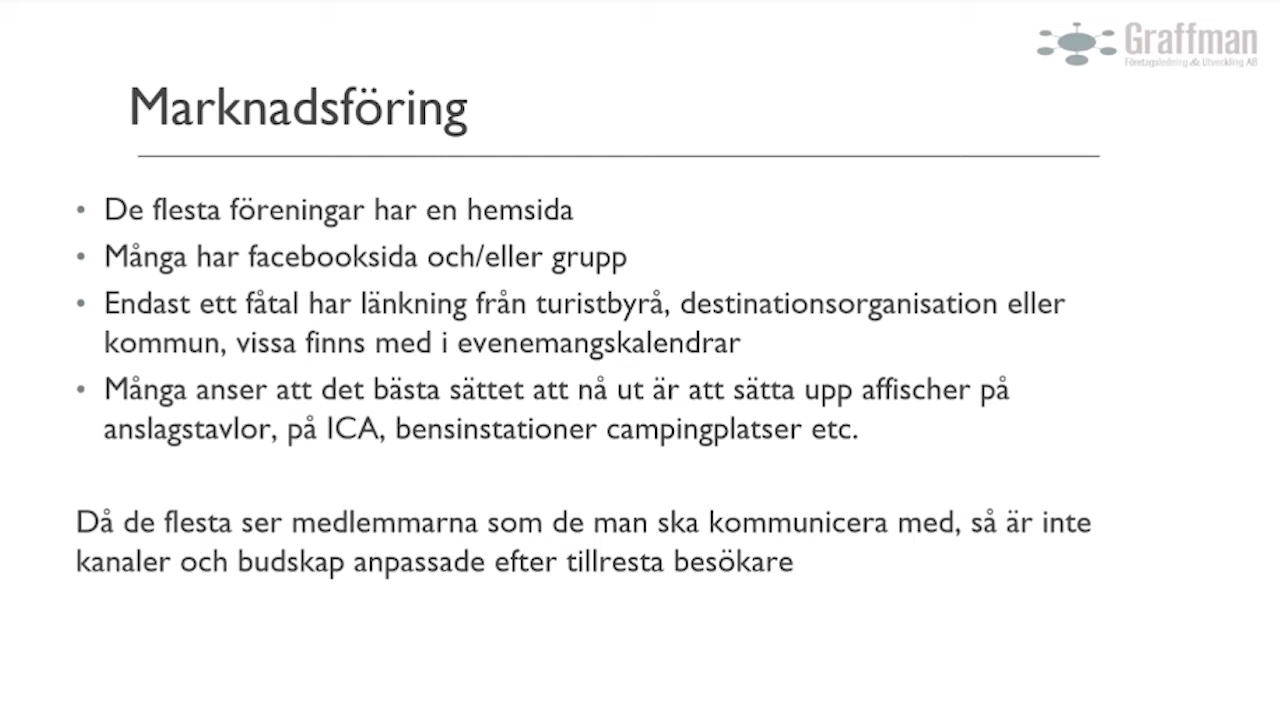 Graffman
Företagsledning & Utveckling AB
Marknadsföring
• De flesta föreningar har en hemsida
• Många har facebooksida och/eller grupp
• Endast ett fåtal har länkning från turistbyrå, destinationsorganisation eller
kommun, vissa finns med i evenemangskalendrar
• Många anser att det bästa sättet att nå ut är att sätta upp affischer på
anslagstavlor, på ICA, bensinstationer campingplatser etc.
Då de flesta ser medlemmarna som de man ska kommunicera med, så är inte
kanaler och budskap anpassade efter tillresta besökare